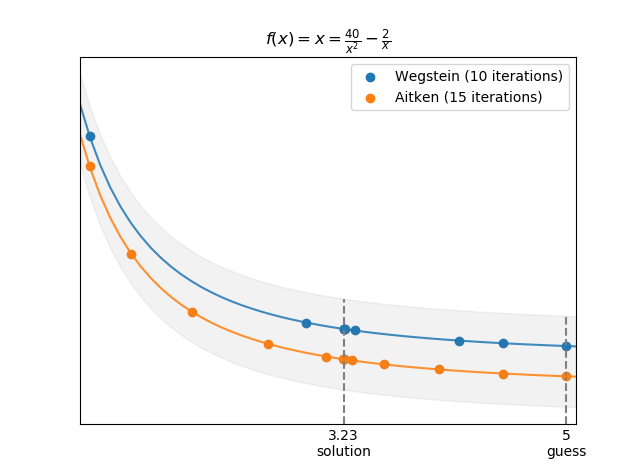 f(x) = x = 40/x² − 2/x
Wegstein (10 iterations)
Aitken (15 iterations)
3.23
solution
5
guess